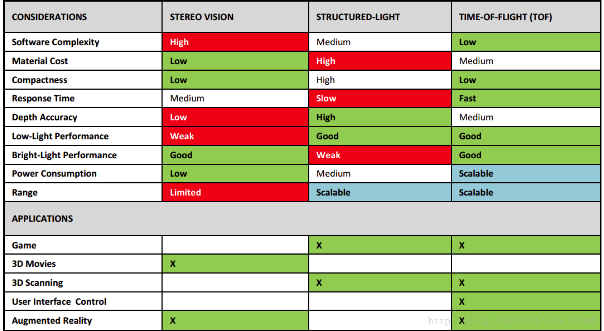 CONSIDERATIONS STEREO VISION STRUCTURED-LIGHT TIME-OF-FLIGHT (TOF)
Software Complexity High Medium Low
Material Cost Low High Medium
Compactness Low High Low
Response Time Medium Slow Fast
Depth Accuracy Low High Medium
Low-Light Performance Weak Good Good
Bright-Light Performance Good Weak Good
Power Consumption Low Medium Scalable
Range Limited Scalable Scalable
APPLICATIONS
Game X X
3D Movies X
3D Scanning X X
User Interface Control X
Augmented Reality X X